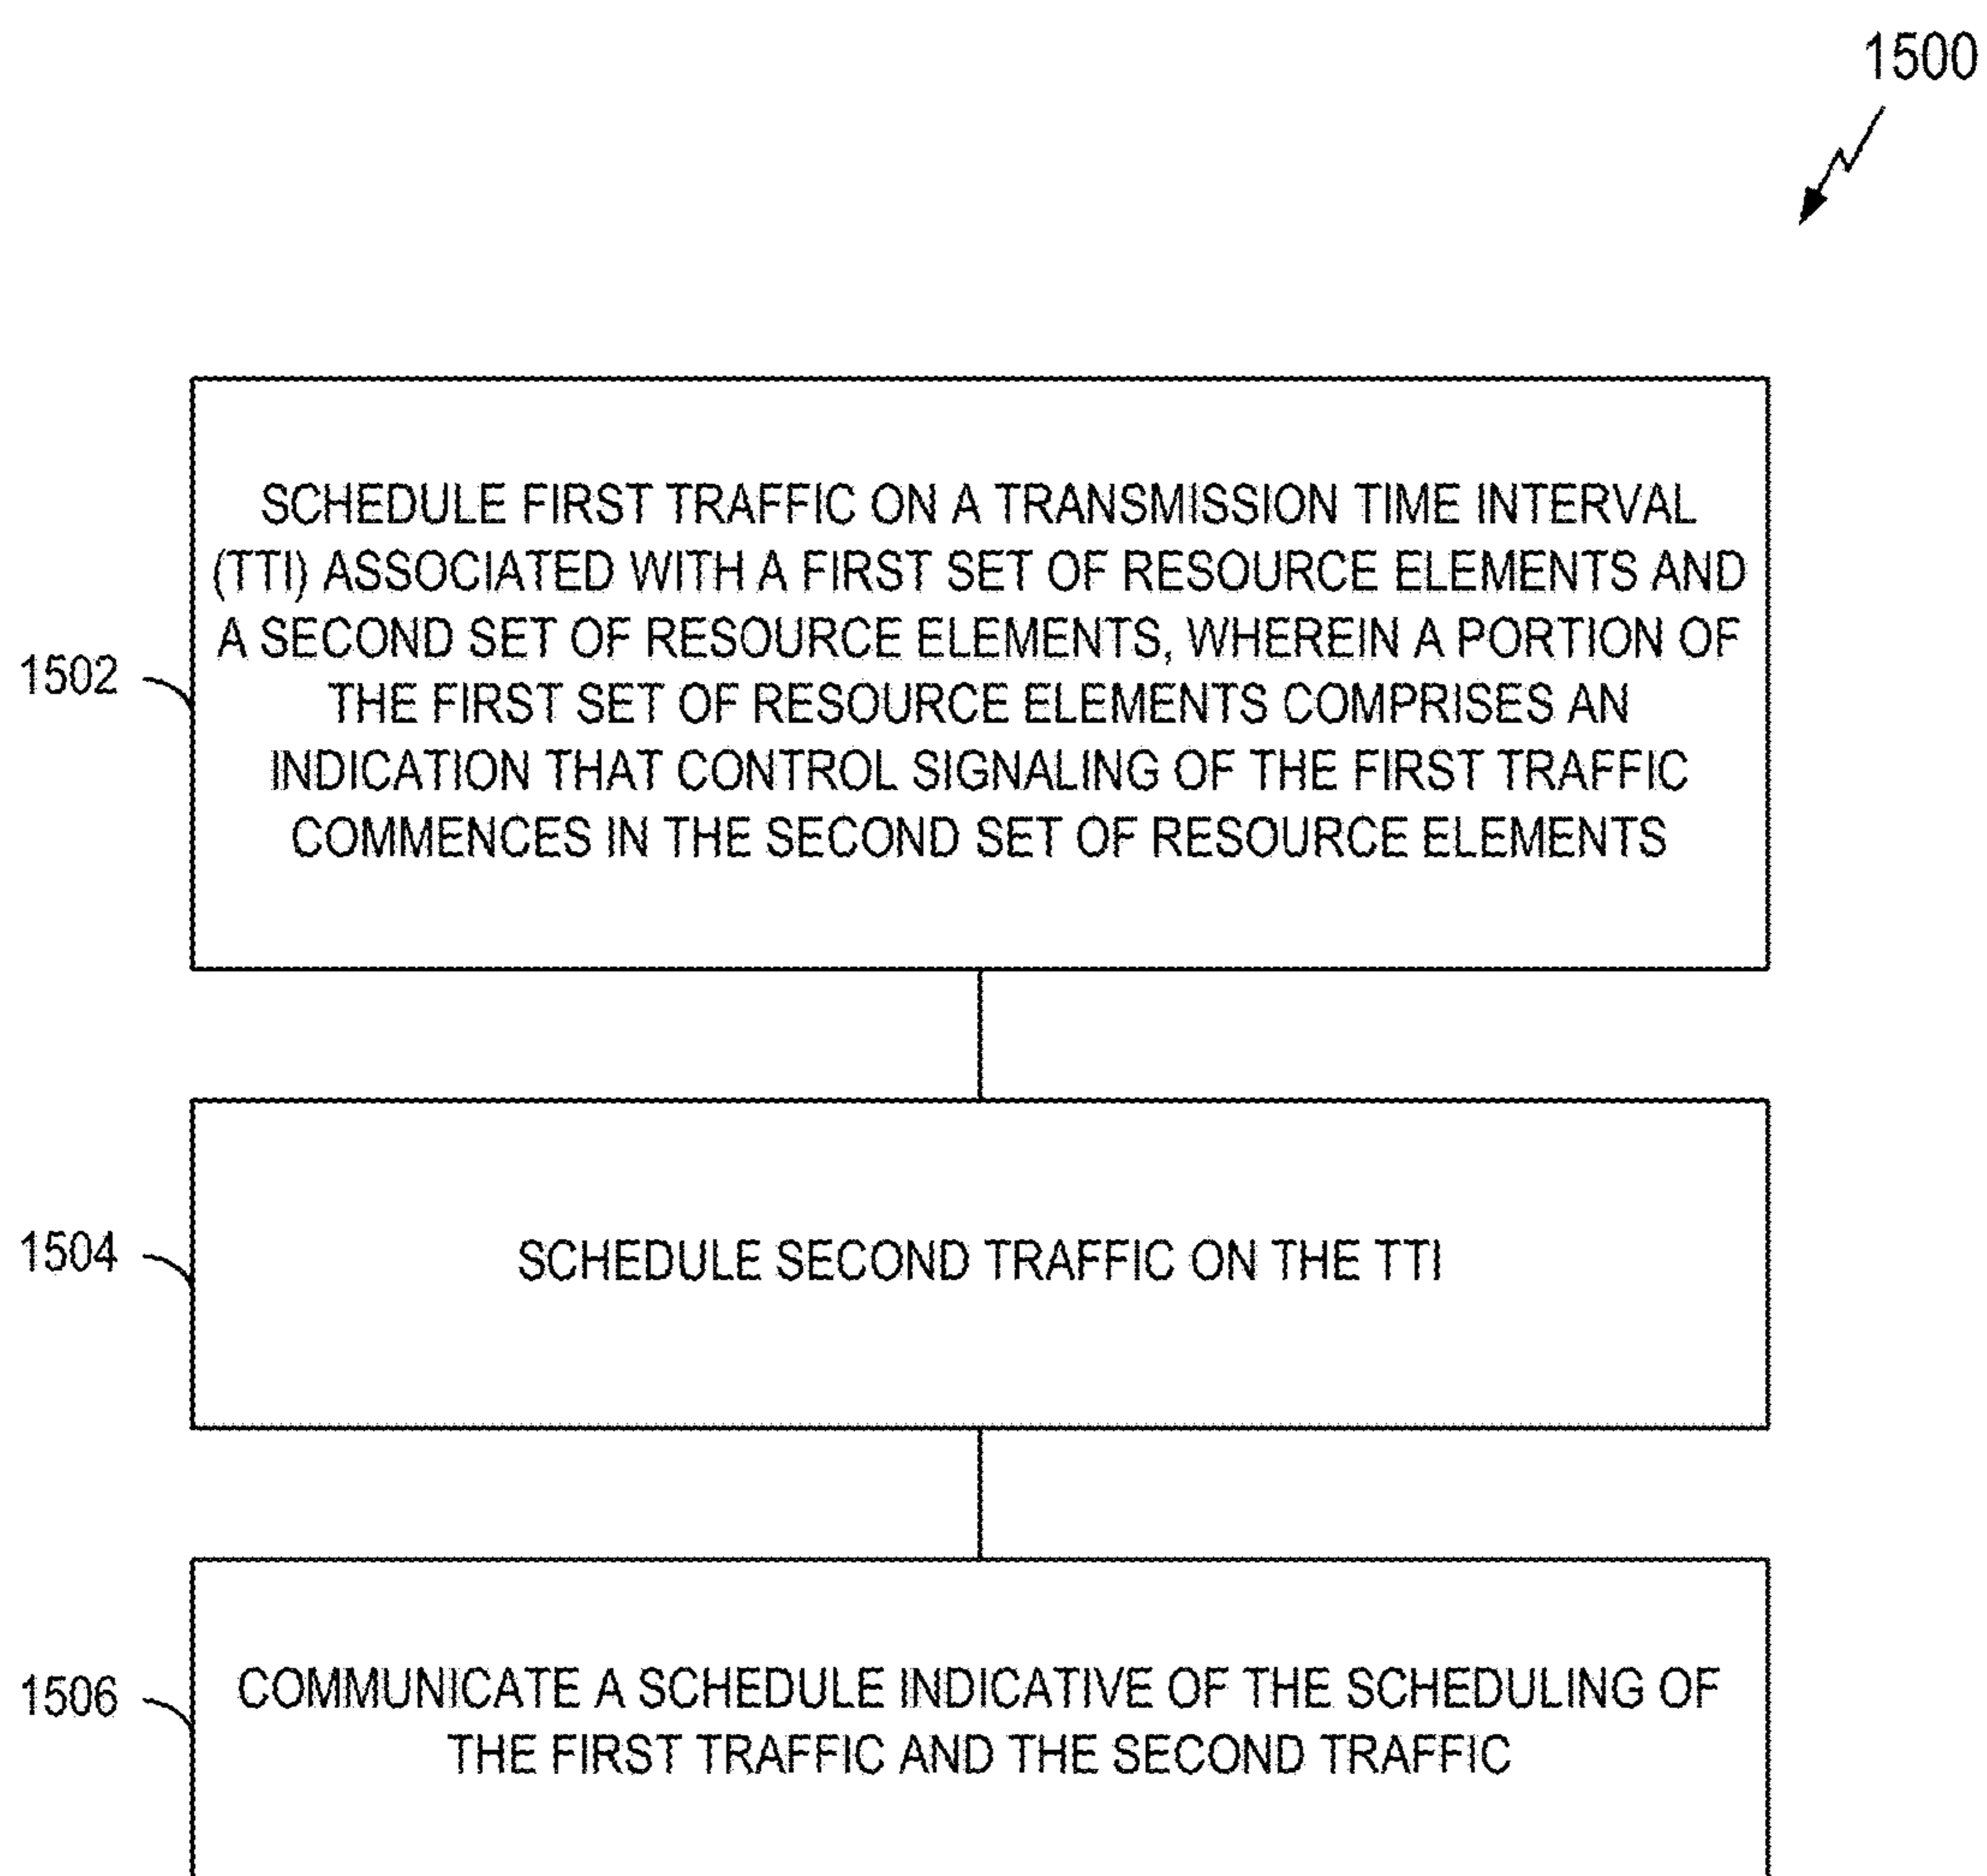 1500
SCHEDULE FIRST TRAFFIC ON A TRANSMISSION TIME INTERVAL
(TTI) ASSOCIATED WITH A FIRST SET OF RESOURCE ELEMENTS AND
A SECOND SET OF RESOURCE ELEMENTS, WHEREIN A PORTION OF
THE FIRST SET OF RESOURCE ELEMENTS COMPRISES AN
INDICATION THAT CONTROL SIGNALING OF THE FIRST TRAFFIC
COMMENCES IN THE SECOND SET OF RESOURCE ELEMENTS
1502
SCHEDULE SECOND TRAFFIC ON THE TTI
1504
COMMUNICATE A SCHEDULE INDICATIVE OF THE SCHEDULING OF
THE FIRST TRAFFIC AND THE SECOND TRAFFIC
1506